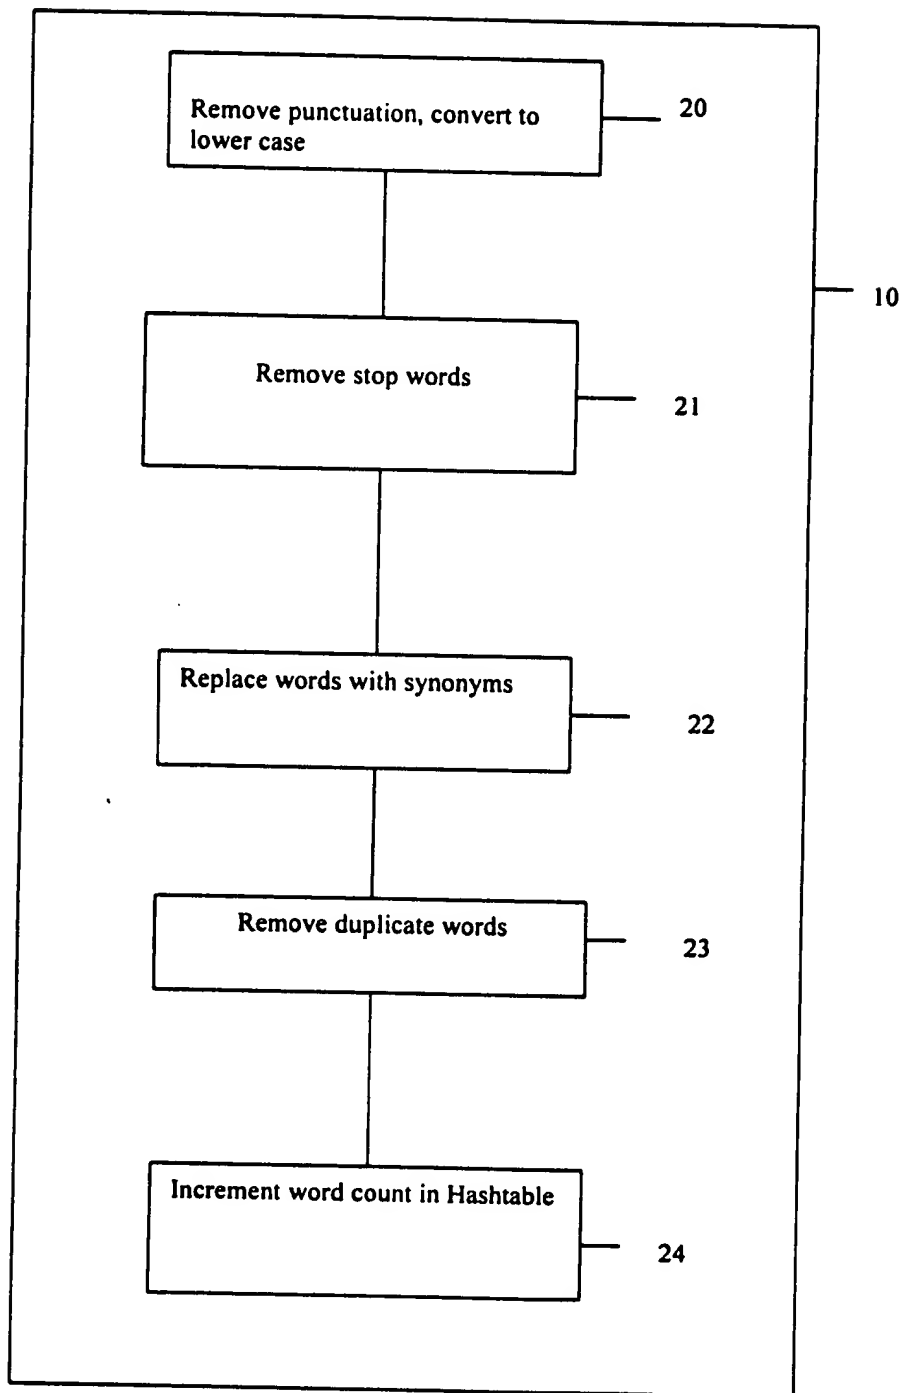 Remove punctuation, convert to
lower case
20
10
Remove stop words
21
Replace words with synonyms
22
Remove duplicate words
23
Increment word count in Hashtable
24